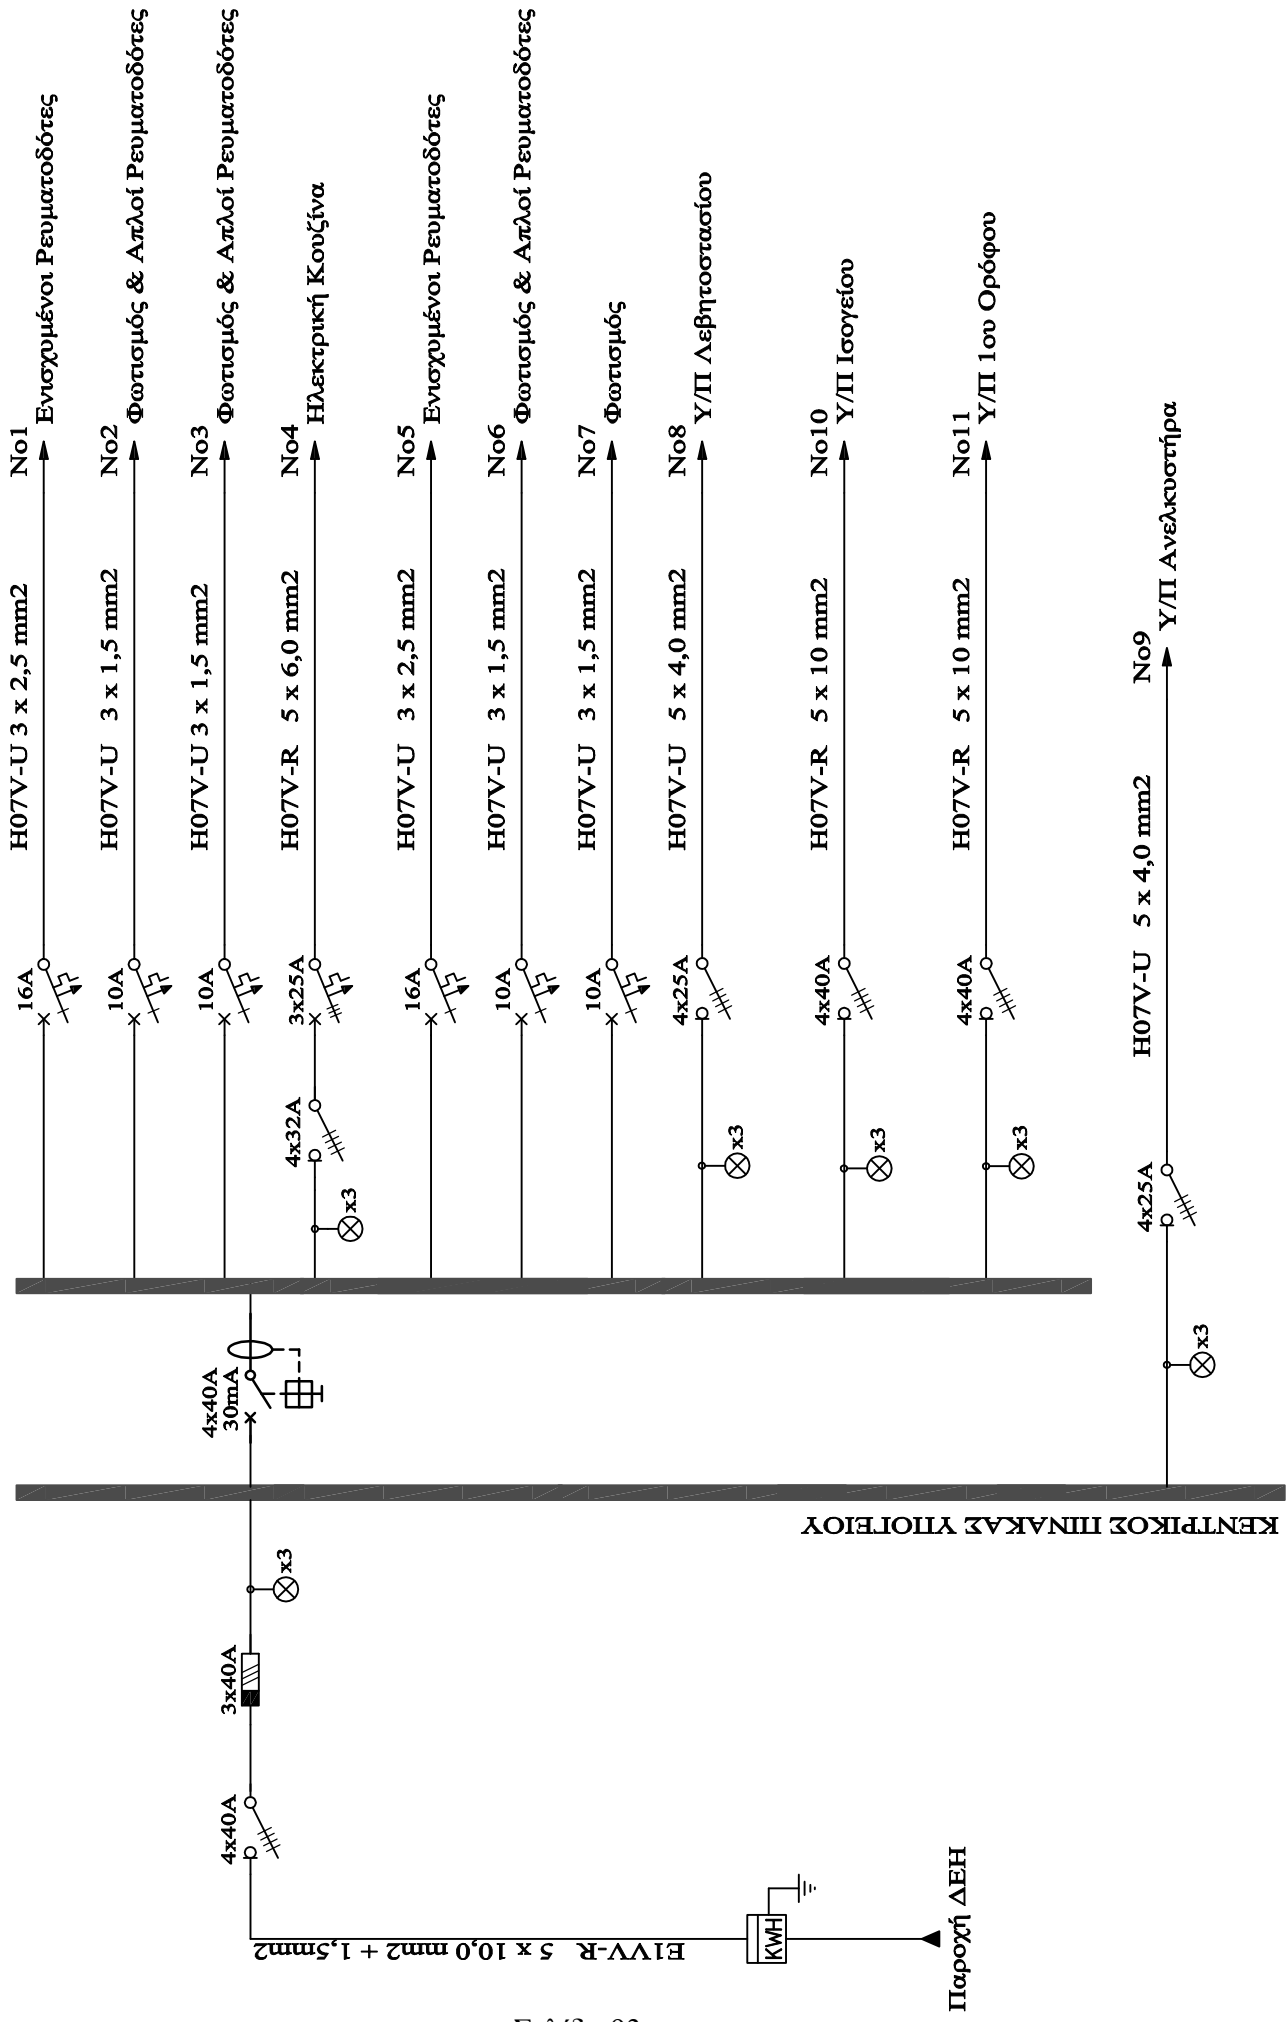 No1
Ενισχυμένοι Ρευματοδότες
H07V-U 3 x 2,5 mm2
16A
No2
Φωτισμός & Απλοί Ρευματοδότες
H07V-U 3 x 1,5 mm2
10A
No3
Φωτισμός & Απλοί Ρευματοδότες
H07V-U 3 x 1,5 mm2
10A
No4
Ηλεκτρική Κουζίνα
H07V-R 5 x 6,0 mm2
3x25A
4x32A
x3
No5
Ενισχυμένοι Ρευματοδότες
H07V-U 3 x 2,5 mm2
16A
No6
Φωτισμός & Απλοί Ρευματοδότες
H07V-U 3 x 1,5 mm2
10A
No7
Φωτισμός
H07V-U 3 x 1,5 mm2
10A
No8
Υ/Π Λεβητοστασίου
H07V-U 5 x 4,0 mm2
4x25A
x3
No10
Υ/Π Ισογείου
H07V-R 5 x 10 mm2
4x40A
x3
No11
Υ/Π 1ου Ορόφου
H07V-R 5 x 10 mm2
4x40A
x3
No9
Υ/Π Ανελκυστήρα
H07V-U 5 x 4,0 mm2
4x25A
x3
4x40A
30mA
ΚΕΝΤΡΙΚΟΣ ΠΙΝΑΚΑΣ ΥΠΟΓΕΙΟΥ
x3
3x40A
4x40A
E1VV-R 5 x 10,0 mm2 + 1,5mm2
KWH
Παροχή ΔΕΗ